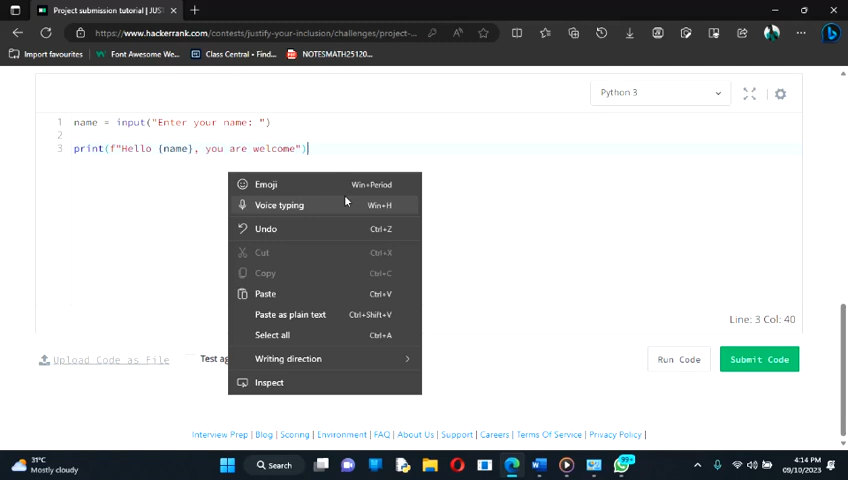 Project submission tutorial | JUS
https://www.hackerrank.com/contests/justify-your-inclusion/challenges/project-...
Import favourites
Font Awesome We...
Class Central • Fin...
NOTESMATH25120...
Python 3
1 name = input("Enter your name: ")
2
3 print(f"Hello {name}, you are welcome")
Emoji Win+Period
Voice typing Win+H
Undo Ctrl+Z
Cut Ctrl+X
Copy Ctrl+C
Paste Ctrl+V
Paste as plain text Ctrl+Shift+V
Select all Ctrl+A
Writing direction
Inspect
Line: 3 Col: 40
Upload Code as File
Test ag
Run Code
Submit Code
Interview Prep | Blog | Scoring | Environment | FAQ | About Us | Support | Careers | Terms Of Service | Privacy Policy |
31°C
Mostly cloudy
Search
99+
4:14 PM
09/10/2023